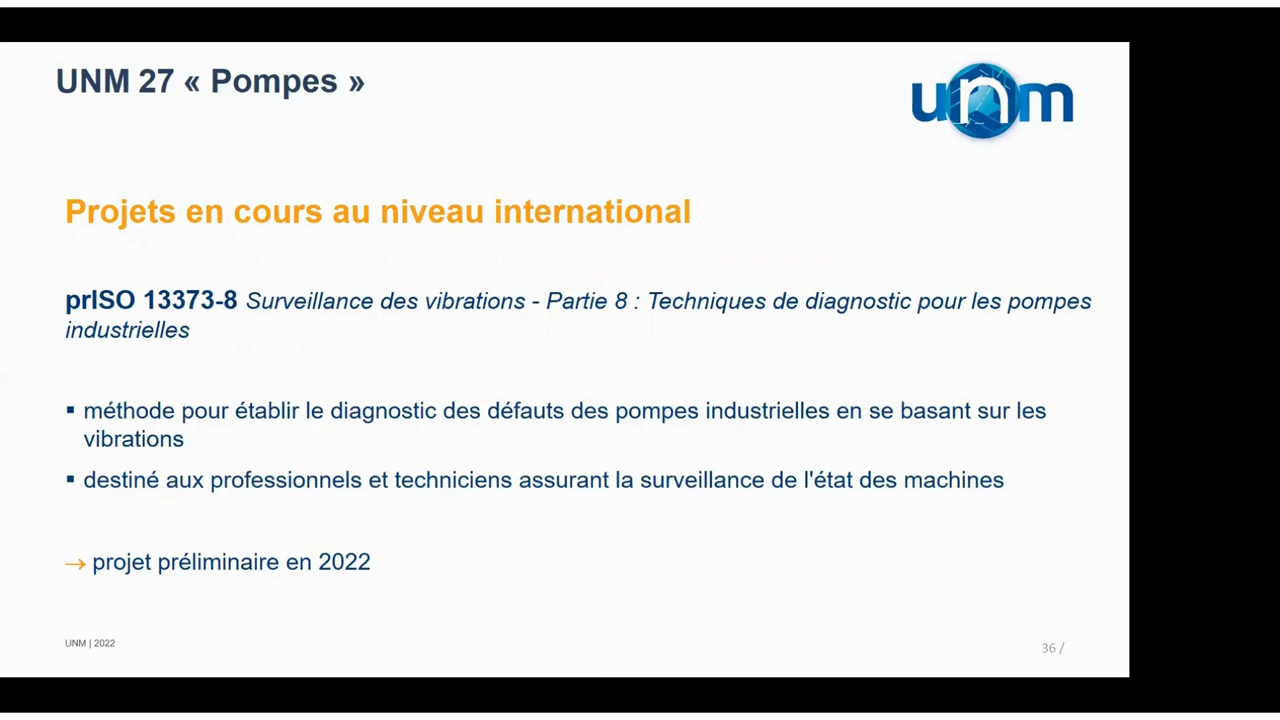 UNM 27 « Pompes »
unm
Projets en cours au niveau international
prISO 13373-8 Surveillance des vibrations - Partie 8 : Techniques de diagnostic pour les pompes
industrielles
▪ méthode pour établir le diagnostic des défauts des pompes industrielles en se basant sur les
vibrations
▪ destiné aux professionnels et techniciens assurant la surveillance de l'état des machines
→ projet préliminaire en 2022
UNM | 2022
36 /